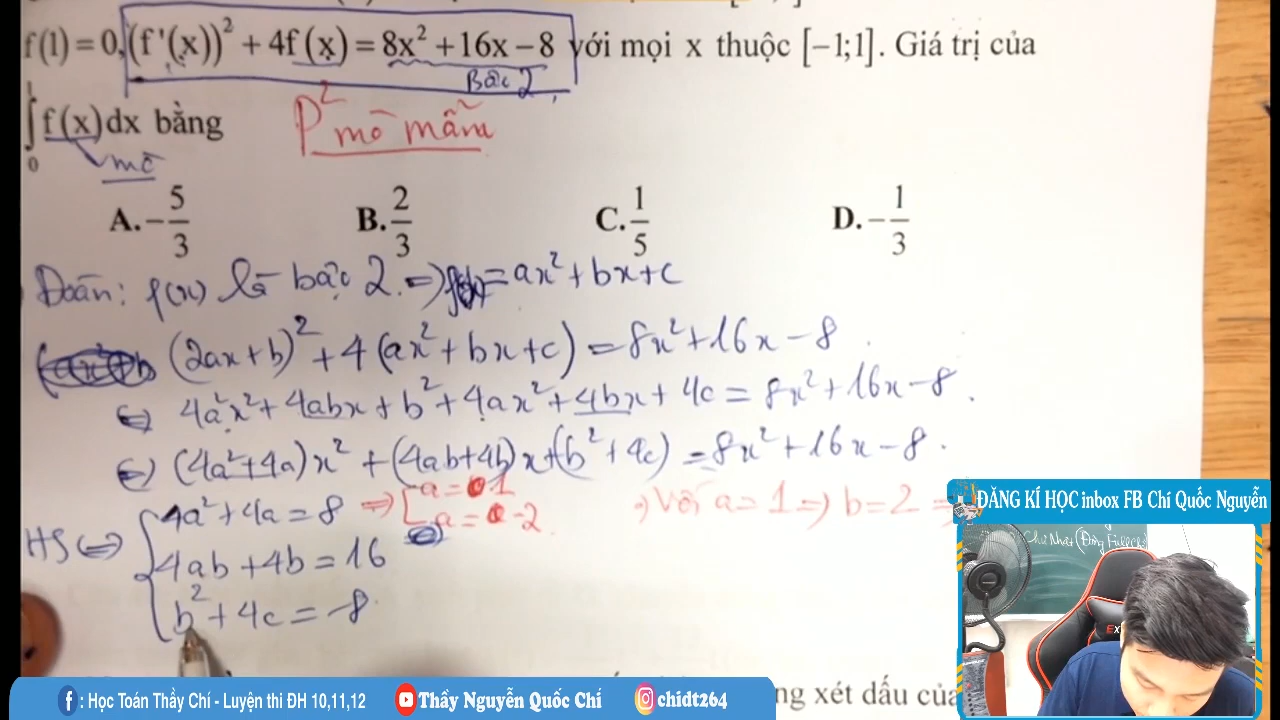 f(1) = 0, (f'(x))² + 4f(x) = 8x² + 16x − 8 với mọi x thuộc [−1;1]. Giá trị của
Bậc 2
∫₀¹ f(x)dx bằng
P² mò mẫm
mò
A. −5/3 B. 2/3 C. 1/5 D. −1/3
Đoán: f(x) là bậc 2 => f(x) = ax² + bx + c
(2ax + b)² + 4(ax² + bx + c) = 8x² + 16x − 8.
<=> 4a²x² + 4abx + b² + 4ax² + 4bx + 4c = 8x² + 16x − 8.
<=> (4a² + 4a)x² + (4ab + 4b)x + (b² + 4c) = 8x² + 16x − 8.
HS <=> { 4a² + 4a = 8 => [ a = 1
a = -2.
=> Với a = 1 => b = 2 =
4ab + 4b = 16
b² + 4c = −8
ĐĂNG KÍ HỌC inbox FB Chí Quốc Nguyễn
f : Học Toán Thầy Chí - Luyện thi ĐH 10,11,12
Thầy Nguyễn Quốc Chí
chidt264
ng xét dấu của